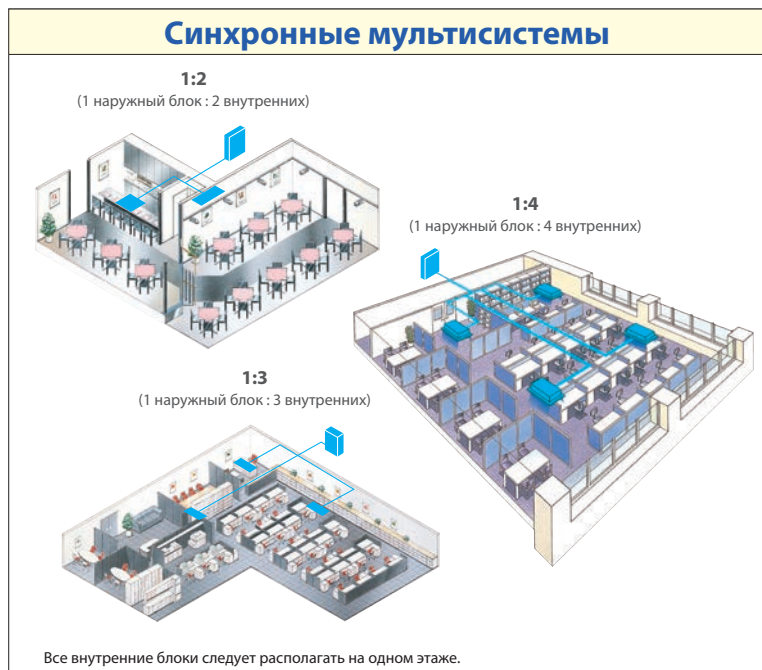 Синхронные мультисистемы
1:2
(1 наружный блок : 2 внутренних)
1:4
(1 наружный блок : 4 внутренних)
1:3
(1 наружный блок : 3 внутренних)
Все внутренние блоки следует располагать на одном этаже.